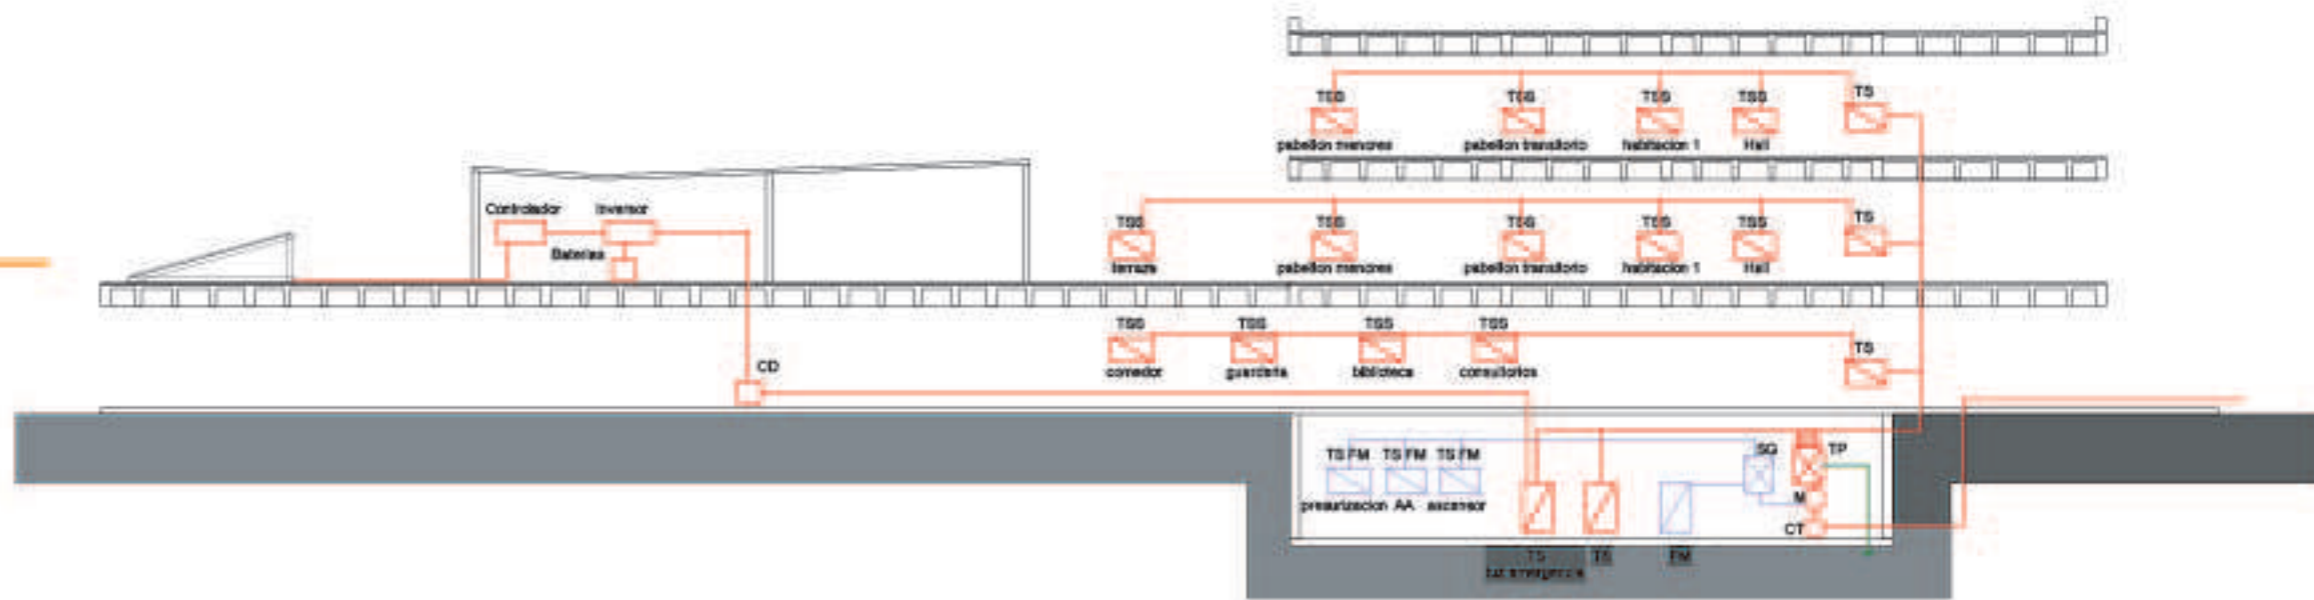 TSS TSS TSS TSS TS
pabellon menores pabellon transitorio habitacion 1 Hall
Controlador Inversor
Baterias
TSS TSS TSS TSS TSS TS
terraza pabellon menores pabellon transitorio habitacion 1 Hall
TSS TSS TSS TSS TS
comedor guarderia biblioteca consultorios
CD
TS FM TS FM TS FM SG TP
presurizacion AA ascensor M
CT
TS TS FM
luz emergencia